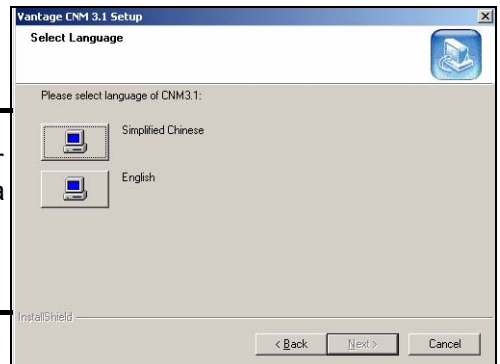 Vantage CNM 3.1 Setup
Select Language
Please select language of CNM3.1:
Simplified Chinese
English
InstallShield
< Back
Next >
Cancel